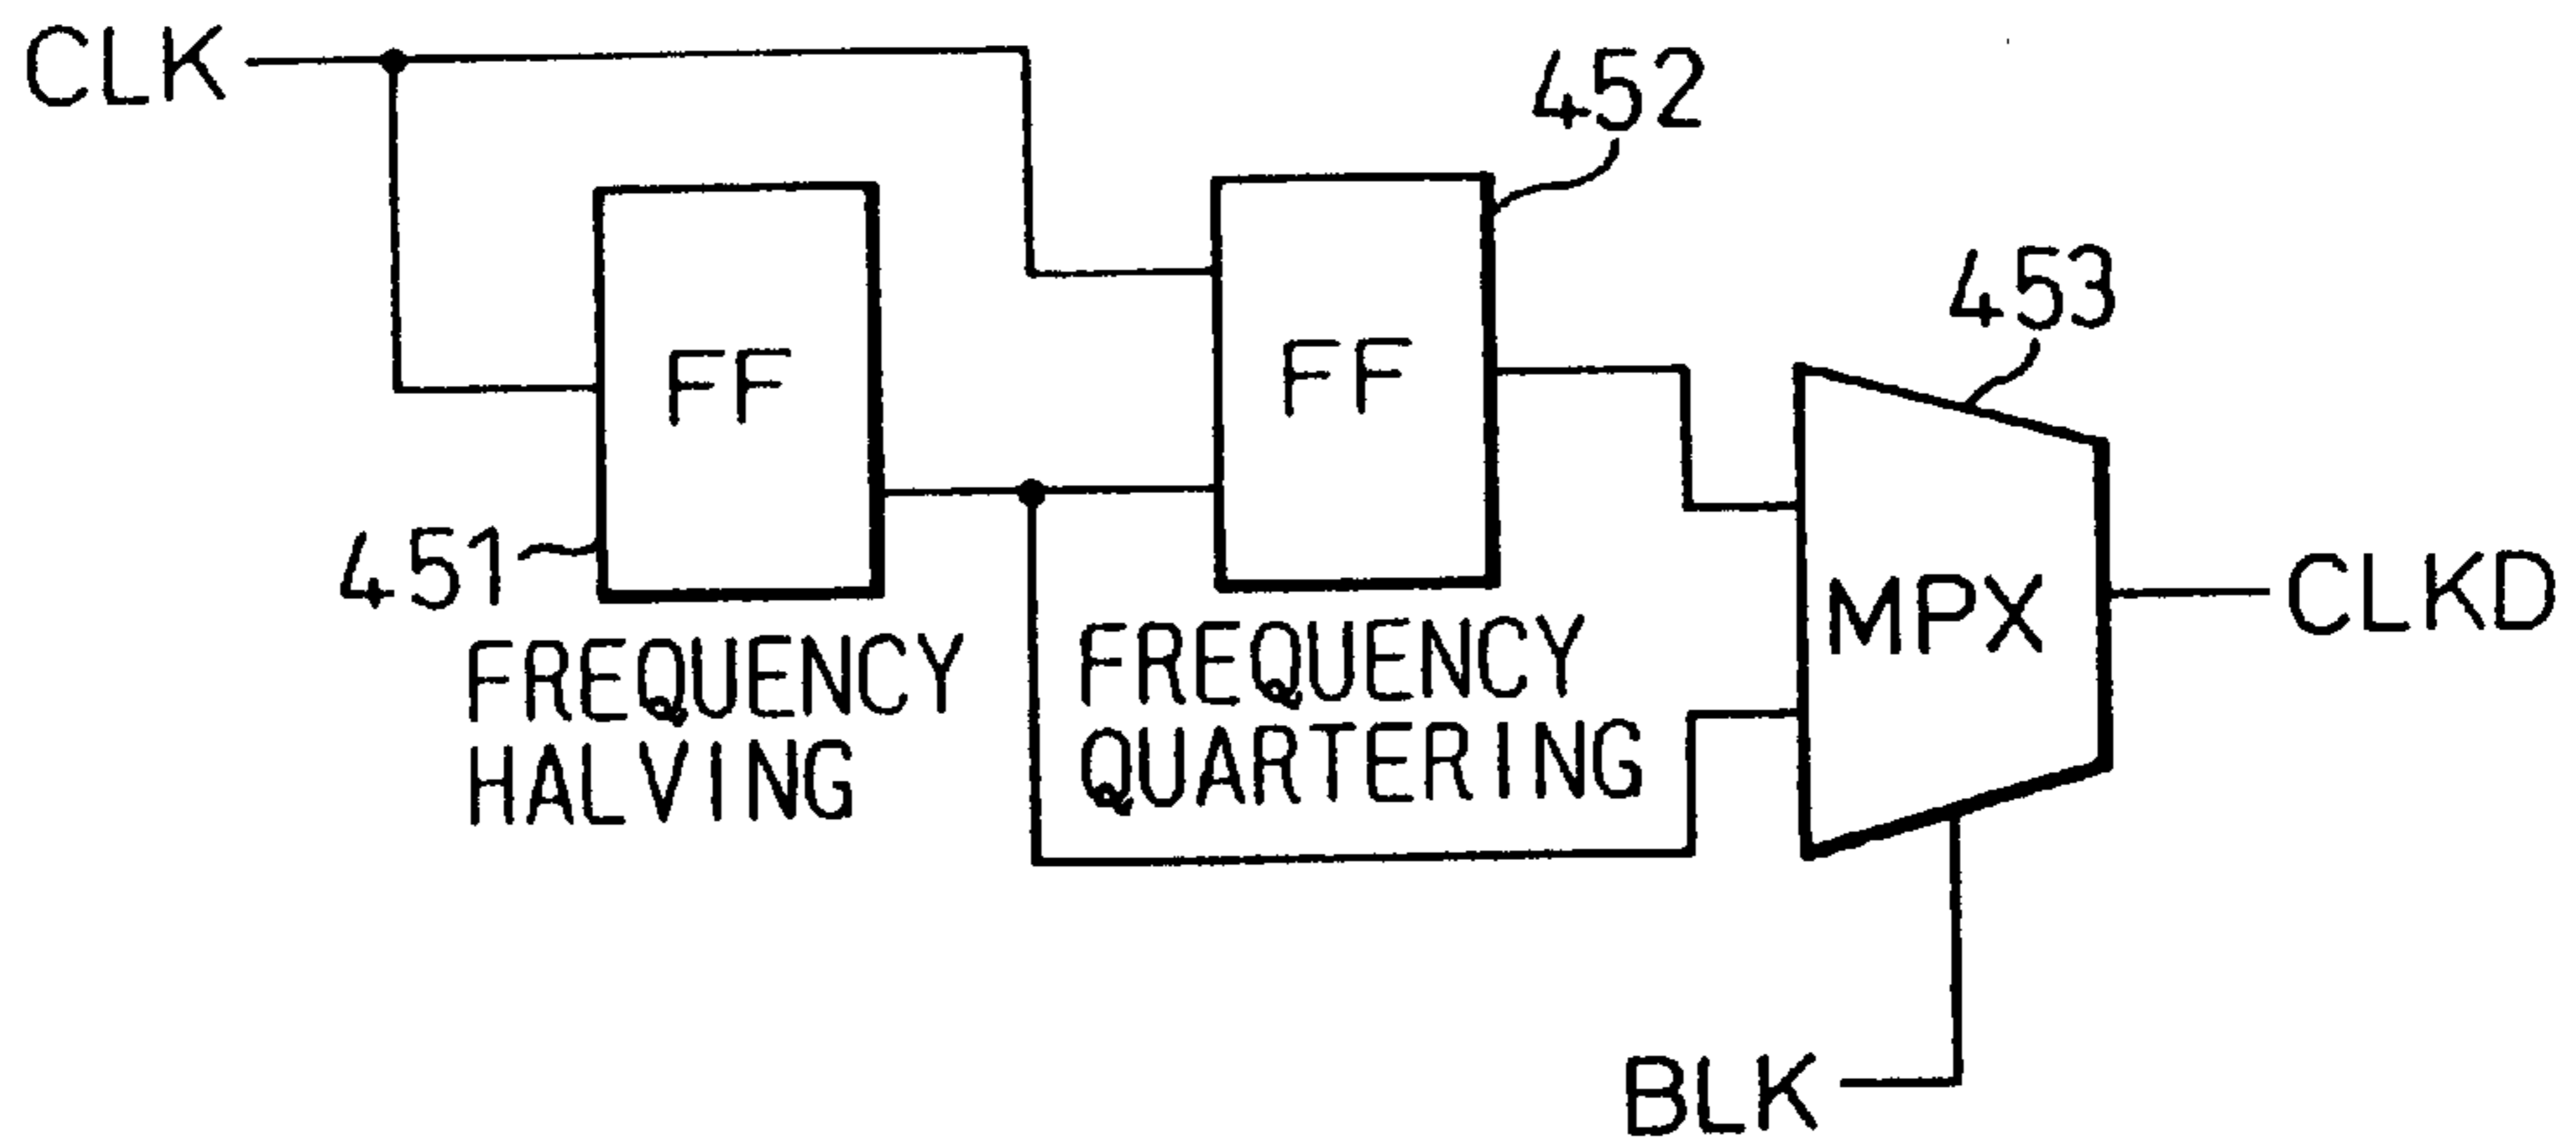 CLK
452
453
FF
FF
451
MPX
CLKD
FREQUENCY
HALVING
FREQUENCY
QUARTERING
BLK